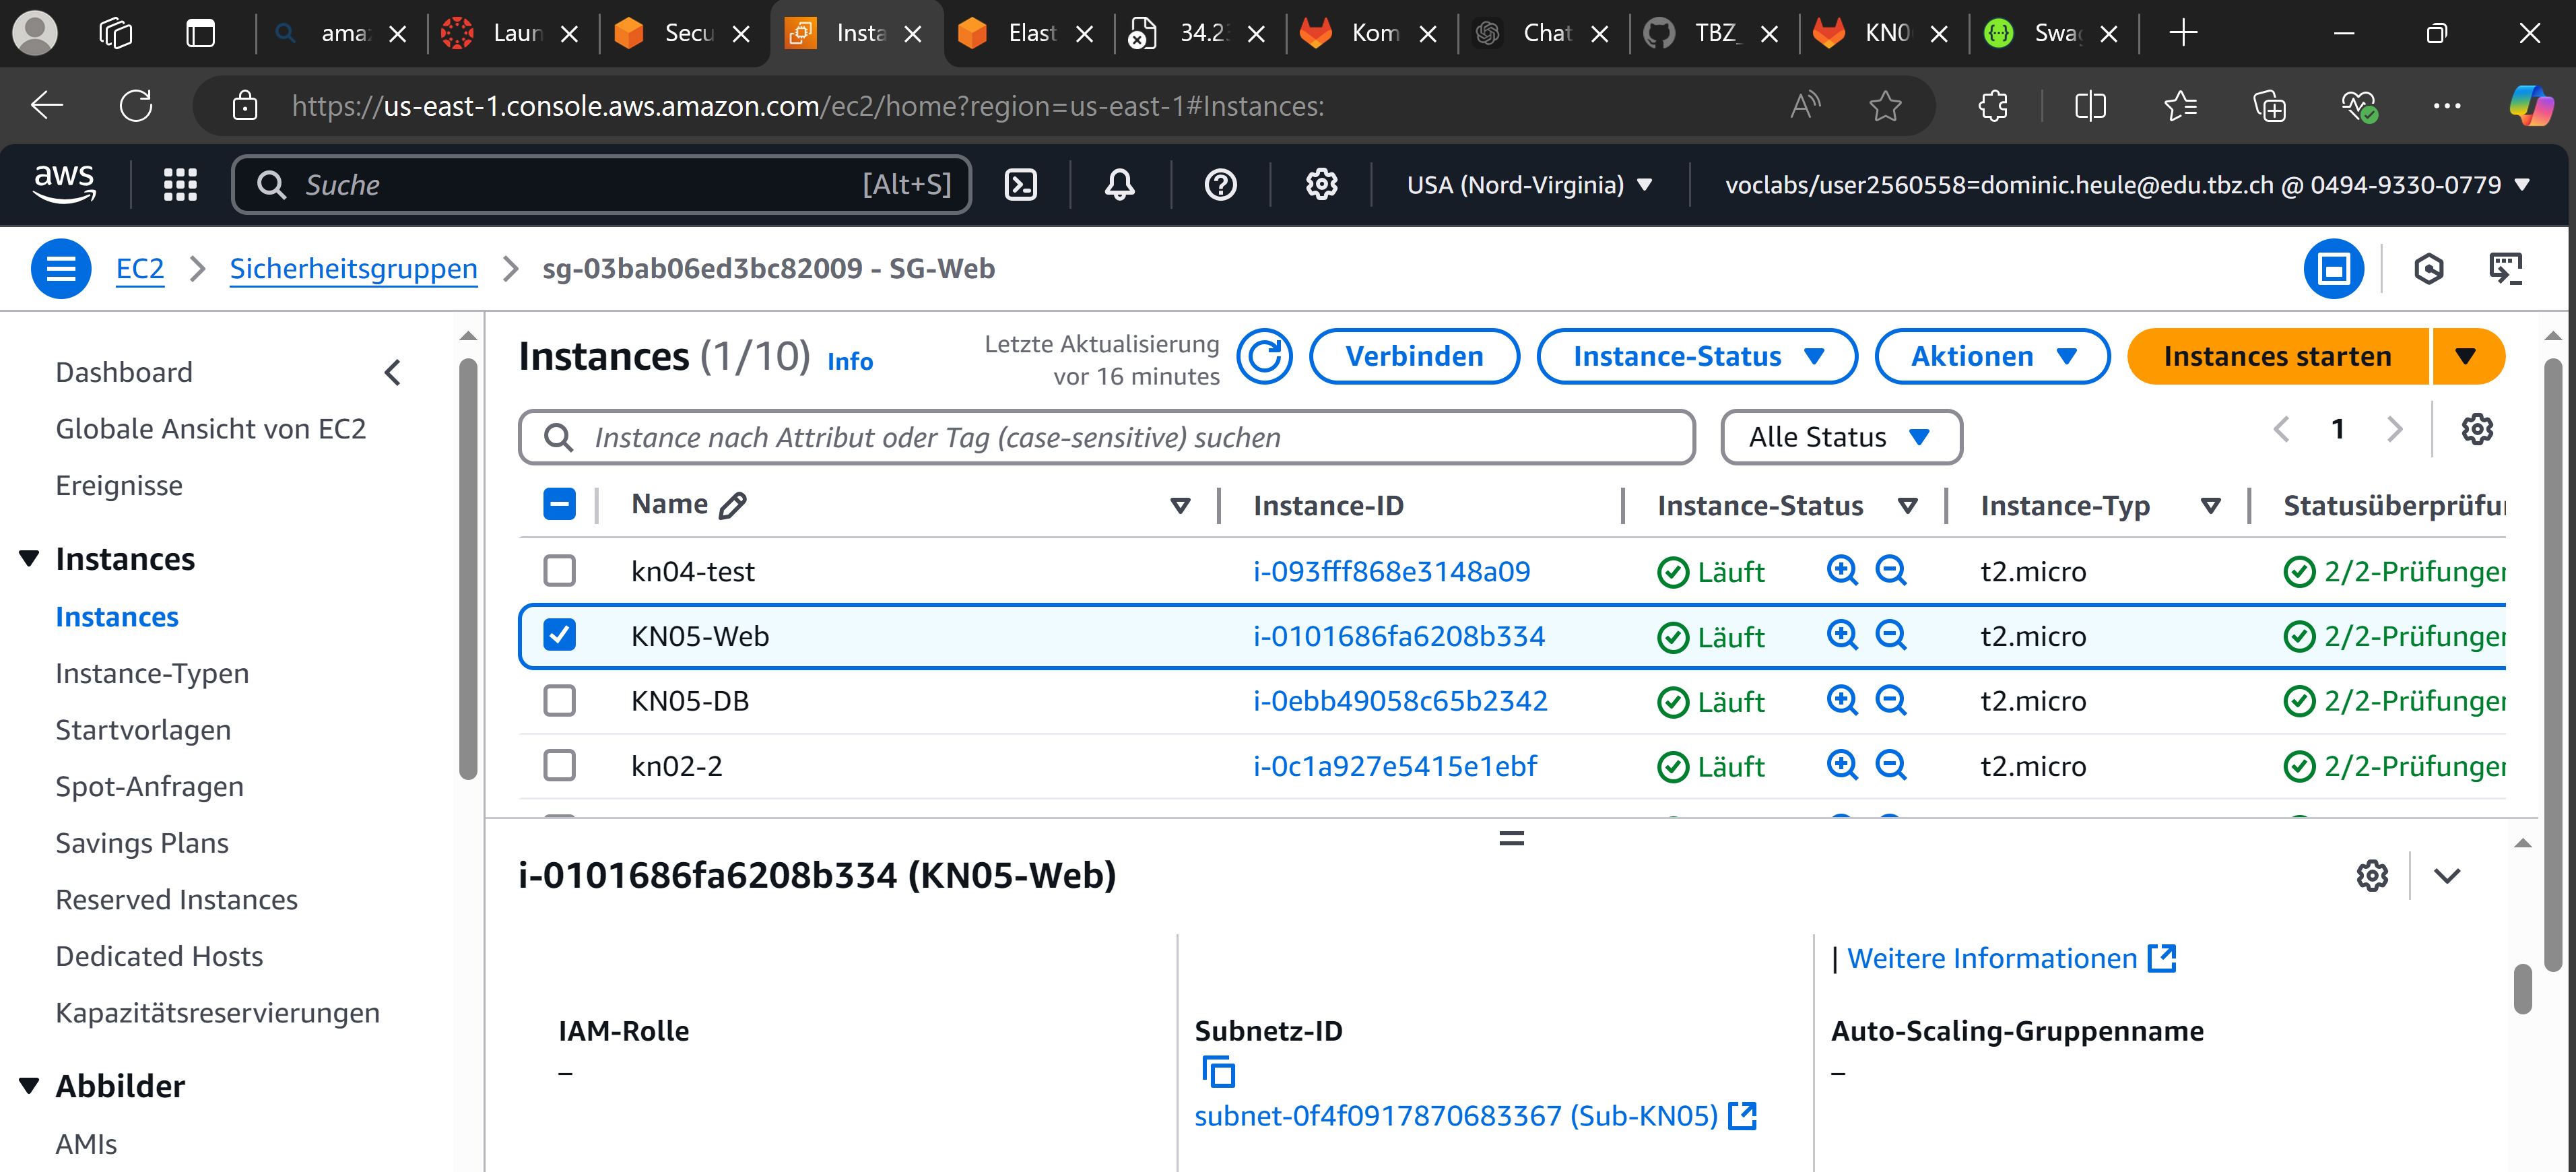 ama
Laun
Secu
Insta
Elast
34.2
Kom
Chat
TBZ_
KN0
Swa
https://us-east-1.console.aws.amazon.com/ec2/home?region=us-east-1#Instances:
aws
Suche
[Alt+S]
USA (Nord-Virginia)
voclabs/user2560558=dominic.heule@edu.tbz.ch @ 0494-9330-0779
EC2
Sicherheitsgruppen
sg-03bab06ed3bc82009 - SG-Web
Dashboard
Globale Ansicht von EC2
Ereignisse
Instances
Instances
Instance-Typen
Startvorlagen
Spot-Anfragen
Savings Plans
Reserved Instances
Dedicated Hosts
Kapazitätsreservierungen
Abbilder
AMIs
Instances (1/10) Info
Letzte Aktualisierung
vor 16 minutes
Verbinden
Instance-Status
Aktionen
Instances starten
Instance nach Attribut oder Tag (case-sensitive) suchen
Alle Status
1
Name Instance-ID Instance-Status Instance-Typ Statusüberprüfu
kn04-test i-093fff868e3148a09 Läuft t2.micro 2/2-Prüfunge
KN05-Web i-0101686fa6208b334 Läuft t2.micro 2/2-Prüfunge
KN05-DB i-0ebb49058c65b2342 Läuft t2.micro 2/2-Prüfunge
kn02-2 i-0c1a927e5415e1ebf Läuft t2.micro 2/2-Prüfunge
i-0101686fa6208b334 (KN05-Web)
| Weitere Informationen
IAM-Rolle
–
Subnetz-ID
subnet-0f4f0917870683367 (Sub-KN05)
Auto-Scaling-Gruppenname
–